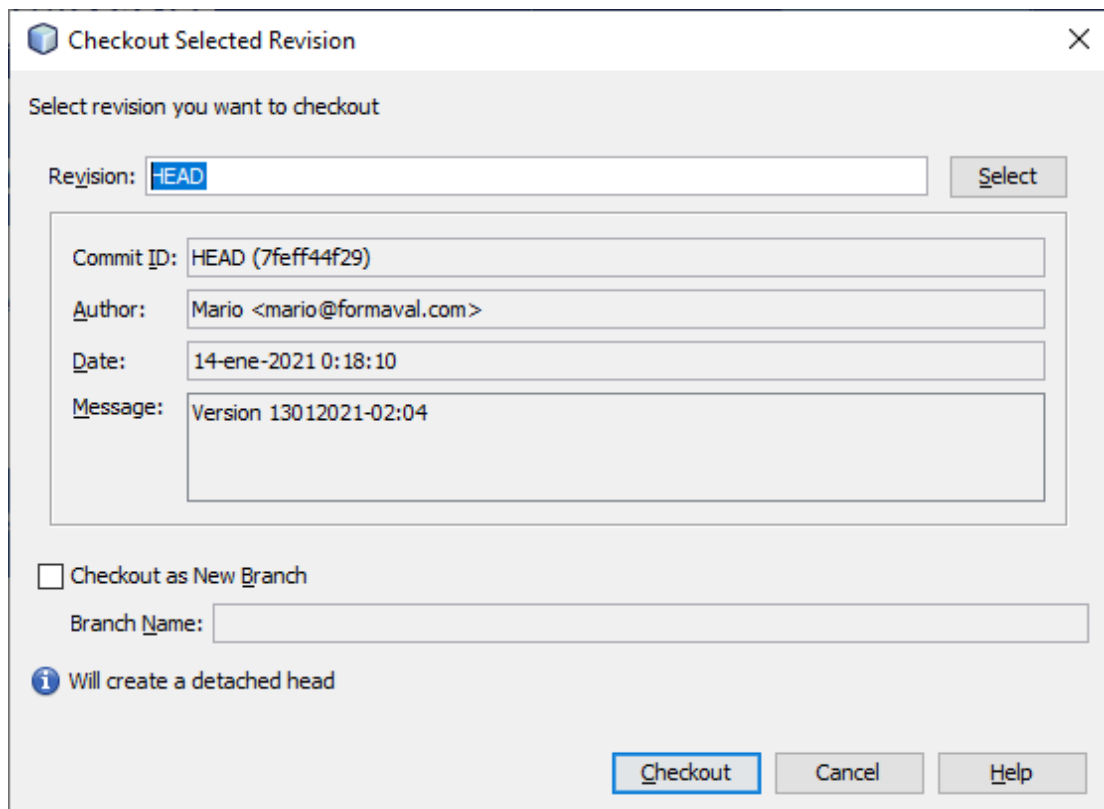 Checkout Selected Revision
Select revision you want to checkout
Revision: HEAD Select
Commit ID: HEAD (7feff44f29)
Author: Mario <mario@formaval.com>
Date: 14-ene-2021 0:18:10
Message: Version 13012021-02:04
Checkout as New Branch
Branch Name:
Will create a detached head
Checkout Cancel Help